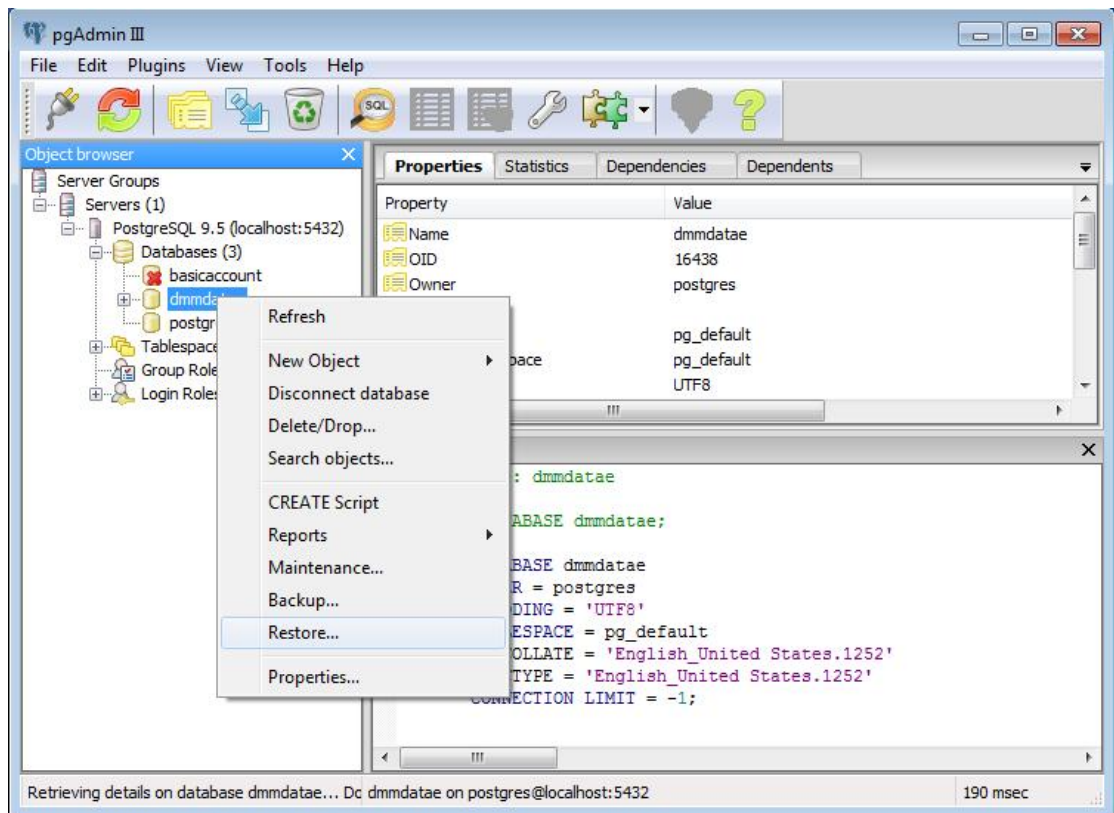 pgAdmin III
File Edit Plugins View Tools Help
SQL
Object browser
Server Groups
Servers (1)
PostgreSQL 9.5 (localhost:5432)
Databases (3)
basicaccount
dmmda
postgr
Tablespace
Group Role
Login Roles
Refresh
New Object
Disconnect database
Delete/Drop...
Search objects...
CREATE Script
Reports
Maintenance...
Backup...
Restore...
Properties...
Properties Statistics Dependencies Dependents
Property Value
Name dmmdatae
OID 16438
Owner postgres
pg_default
pace pg_default
UTF8
: dmmdatae
ABASE dmmdatae;
BASE dmmdatae
R = postgres
DING = 'UTF8'
ESPACE = pg_default
OLLATE = 'English_United States.1252'
TYPE = 'English_United States.1252'
CONNECTION LIMIT = -1;
Retrieving details on database dmmdatae... Do dmmdatae on postgres@localhost:5432 190 msec